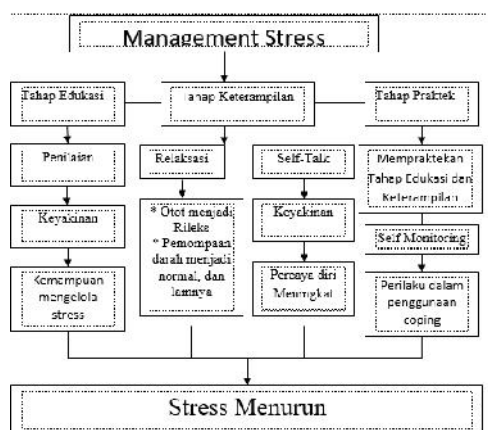 Management Stress
Tahap Edukasi
Tahap Keterampilan
Tahap Praktek
Penilaian
Relaksasi
Self-Talk
Mempraktekan
Tahap Edukasi dan
Keterampilan
Keyakinan
* Otot menjadi
Rileks
* Pemompaan
darah menjadi
normal, dan
lainnya
Keyakinan
Self Monitoring
Kemampuan
mengelola
stress
Percaya diri
Meningkat
Perilaku dalam
penggunaan
coping
Stress Menurun